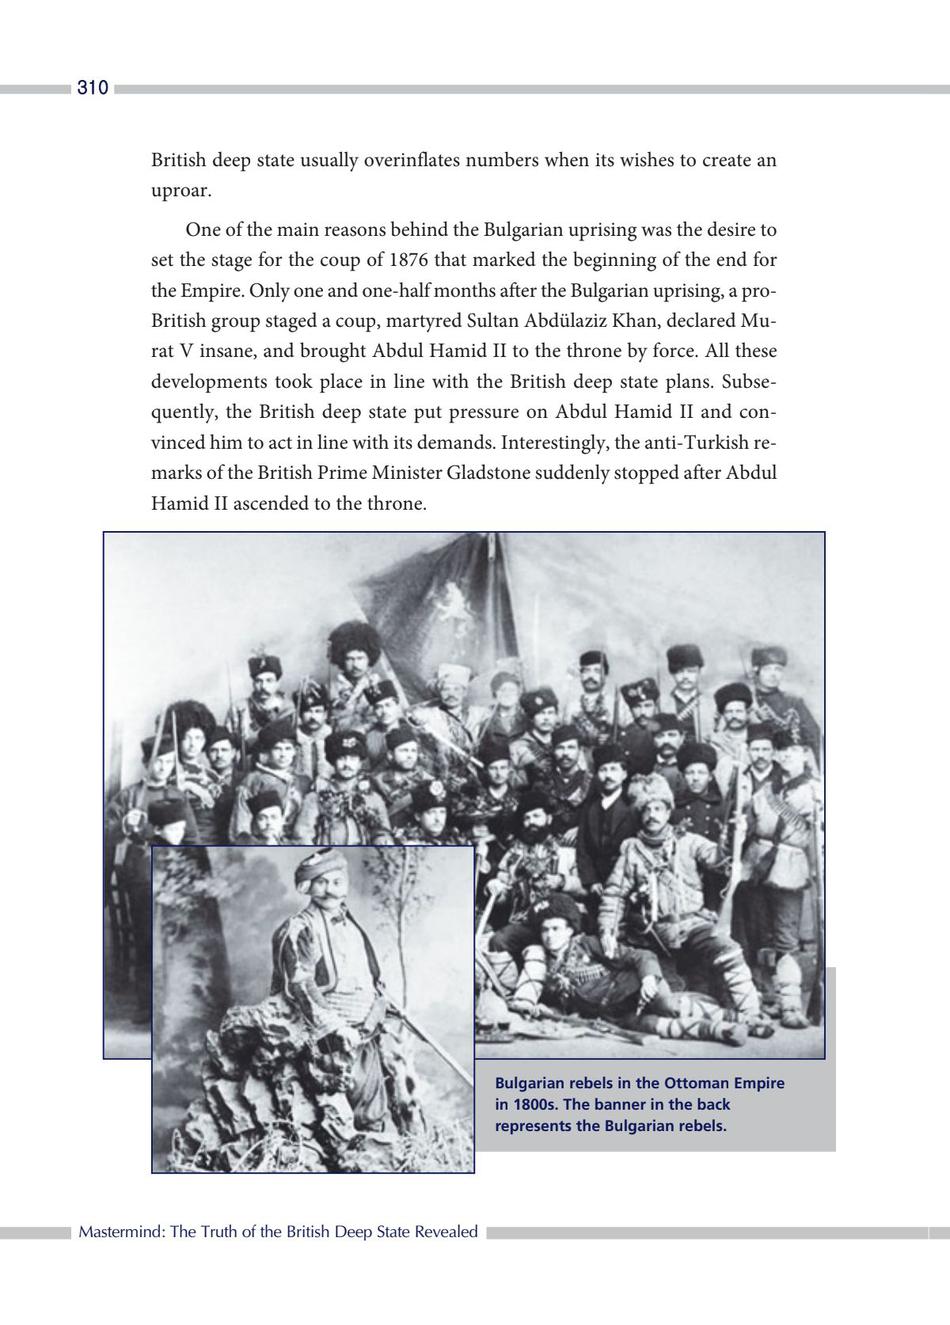 310
British deep state usually overinflates numbers when its wishes to create an
uproar.
One of the main reasons behind the Bulgarian uprising was the desire to
set the stage for the coup of 1876 that marked the beginning of the end for
the Empire. Only one and one-half months after the Bulgarian uprising, a pro-
British group staged a coup, martyred Sultan Abdülaziz Khan, declared Mu-
rat V insane, and brought Abdul Hamid II to the throne by force. All these
developments took place in line with the British deep state plans. Subse-
quently, the British deep state put pressure on Abdul Hamid II and con-
vinced him to act in line with its demands. Interestingly, the anti-Turkish re-
marks of the British Prime Minister Gladstone suddenly stopped after Abdul
Hamid II ascended to the throne.
Bulgarian rebels in the Ottoman Empire
in 1800s. The banner in the back
represents the Bulgarian rebels.
Mastermind: The Truth of the British Deep State Revealed